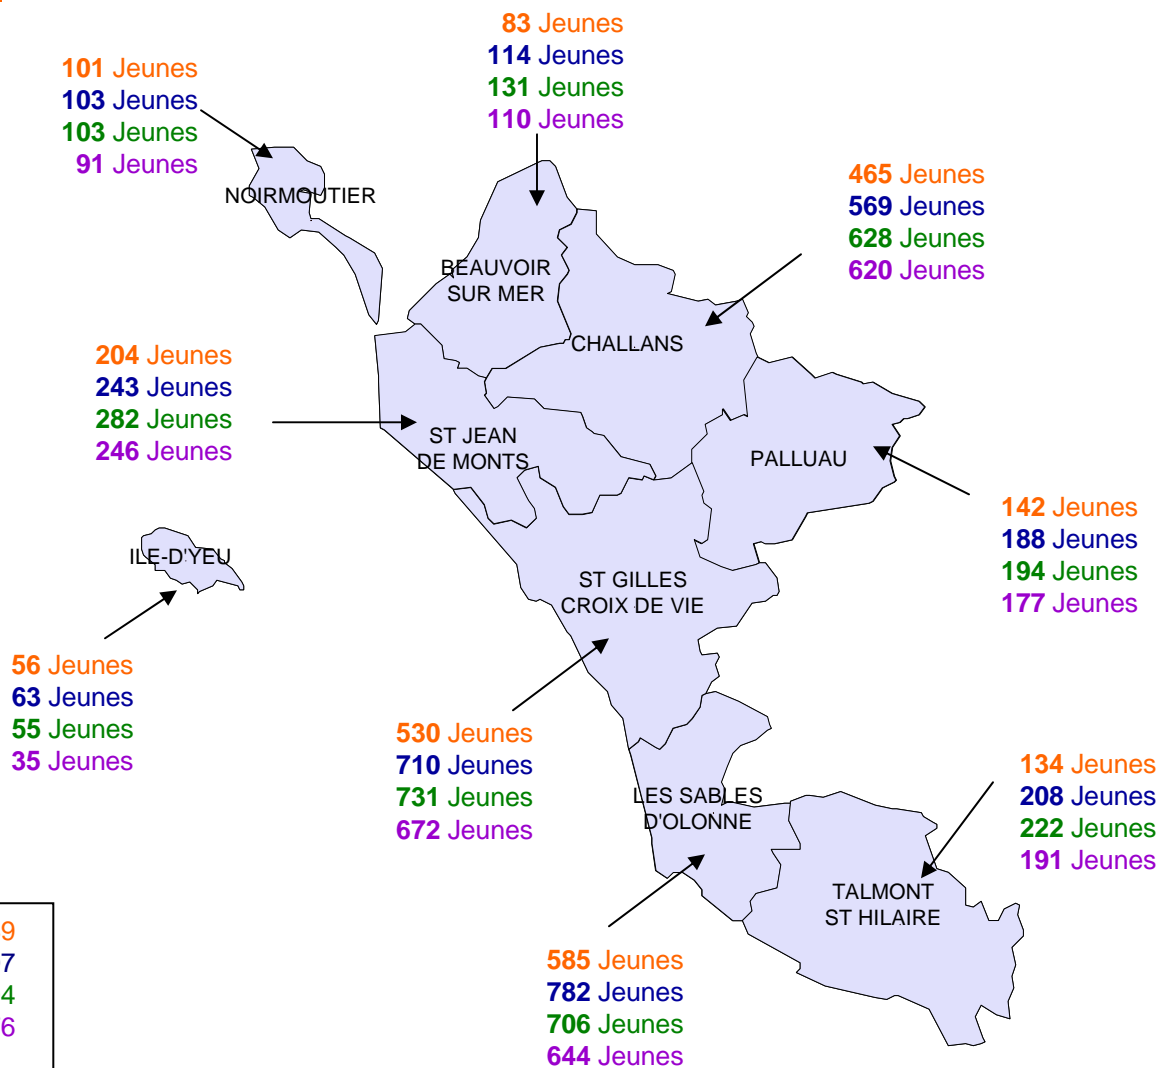 83 Jeunes
114 Jeunes
131 Jeunes
110 Jeunes
101 Jeunes
103 Jeunes
103 Jeunes
91 Jeunes
465 Jeunes
569 Jeunes
628 Jeunes
620 Jeunes
NOIRMOUTIER
BEAUVOIR
SUR MER
CHALLANS
204 Jeunes
243 Jeunes
282 Jeunes
246 Jeunes
ST JEAN
DE MONTS
PALLUAU
142 Jeunes
188 Jeunes
194 Jeunes
177 Jeunes
ILE-D'YEU
ST GILLES
CROIX DE VIE
56 Jeunes
63 Jeunes
55 Jeunes
35 Jeunes
530 Jeunes
710 Jeunes
731 Jeunes
672 Jeunes
134 Jeunes
208 Jeunes
222 Jeunes
191 Jeunes
LES SABLES
D'OLONNE
TALMONT
ST HILAIRE
585 Jeunes
782 Jeunes
706 Jeunes
644 Jeunes
9
7
4
6